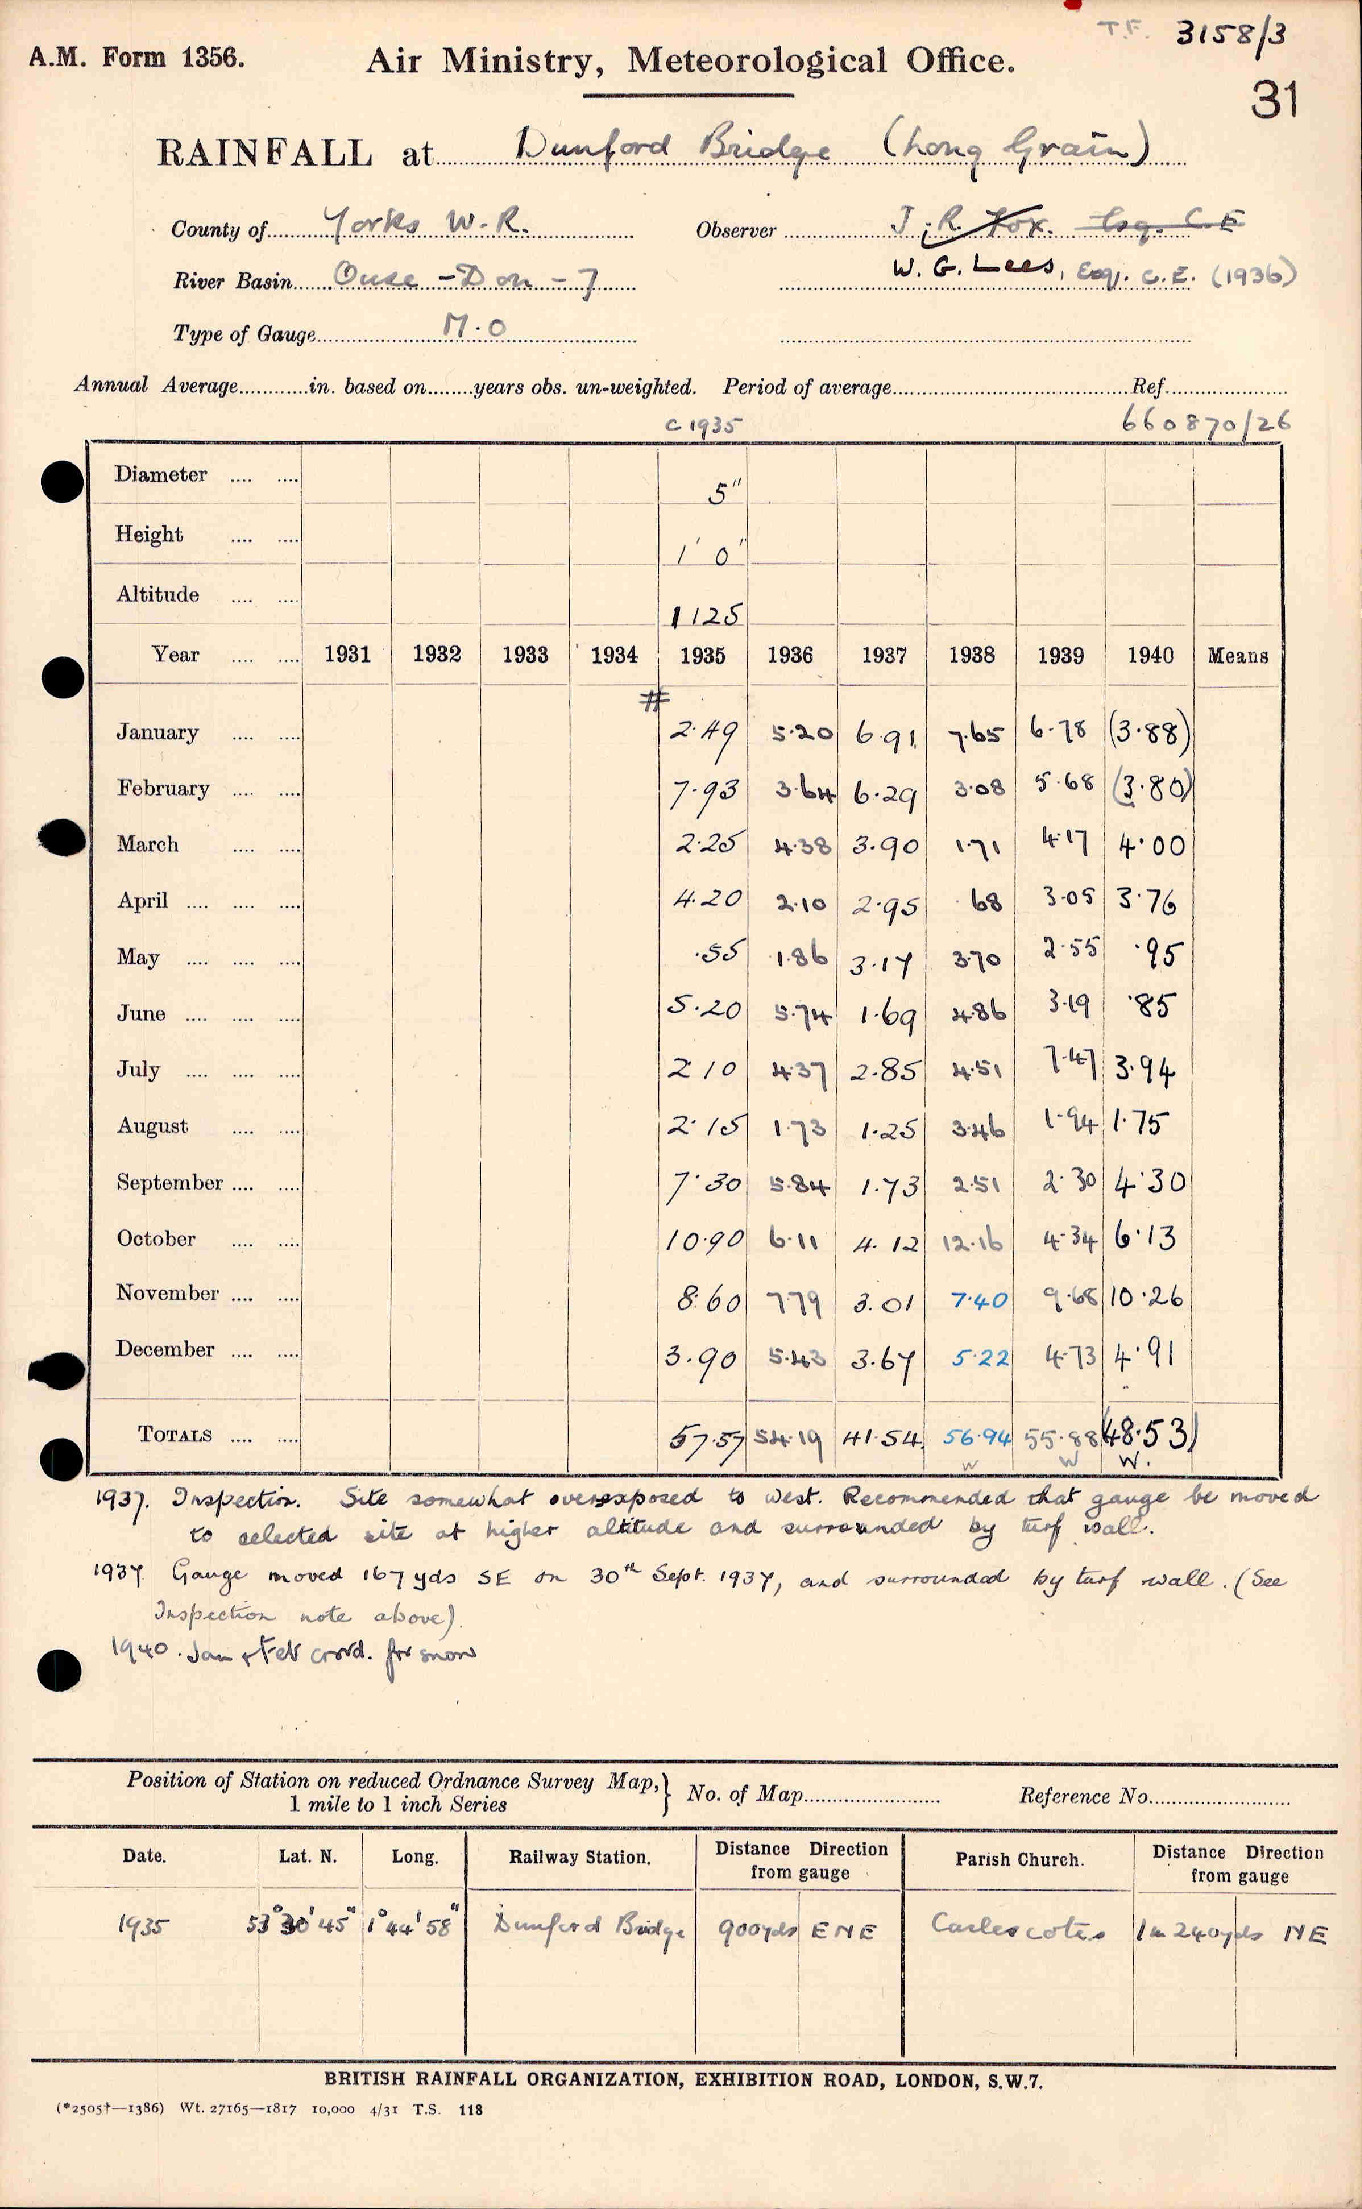 T.F. 3158/3
A.M. Form 1356. Air Ministry, Meteorological Office.
31
RAINFALL at Dunford Bridge (Long Grain)
County of Yorks W.R. Observer J. R. Fox. Esq. C.E
River Basin Ouse - Don - 7 W. G. Lees, Esq. C.E. (1936)
Type of Gauge M.O
Annual Average in. based on years obs. un-weighted. Period of average Ref.
c 1935 660870/26
Diameter 5"
Height 1' 0"
Altitude 1125
Year 1931 1932 1933 1934 1935 1936 1937 1938 1939 1940 Means
#
January 2.49 5.20 6.91 7.65 6.78 (3.88)
February 7.93 3.64 6.29 3.08 5.68 (3.80)
March 2.25 4.38 3.90 1.71 4.17 4.00
April 4.20 2.10 2.95 .68 3.05 3.76
May .55 1.86 3.17 3.70 2.55 .95
June 5.20 5.74 1.69 4.86 3.19 .85
July 2.10 4.37 2.85 4.51 7.47 3.94
August 2.15 1.73 1.25 3.46 1.94 1.75
September 7.30 5.84 1.73 2.51 2.30 4.30
October 10.90 6.11 4.12 12.16 4.34 6.13
November 8.60 7.79 3.01 7.40 9.68 10.26
December 3.90 5.43 3.67 5.22 4.73 4.91
TOTALS 57.57 54.19 41.54 56.94 55.88 (48.53)
W W W.
1937. Inspection. Site somewhat overexposed to west. Recommended that gauge be moved
to selected site at higher altitude and surrounded by turf wall.
1937 Gauge moved 167 yds SE on 30th Sept. 1937, and surrounded by turf wall. (See
Inspection note above)
1940. Jan & Feb corrd. for snow
Position of Station on reduced Ordnance Survey Map, } No. of Map Reference No.
1 mile to 1 inch Series
Date. Lat. N. Long. Railway Station. Distance Direction from gauge Parish Church. Distance Direction from gauge
1935 53° 30' 45" 1° 44' 58" Dunford Bridge 900yds ENE Carlescotes 1m 240yds NE
BRITISH RAINFALL ORGANIZATION, EXHIBITION ROAD, LONDON, S.W.7.
(*2505†—1386) Wt. 27165—1817 10,000 4/31 T.S. 118